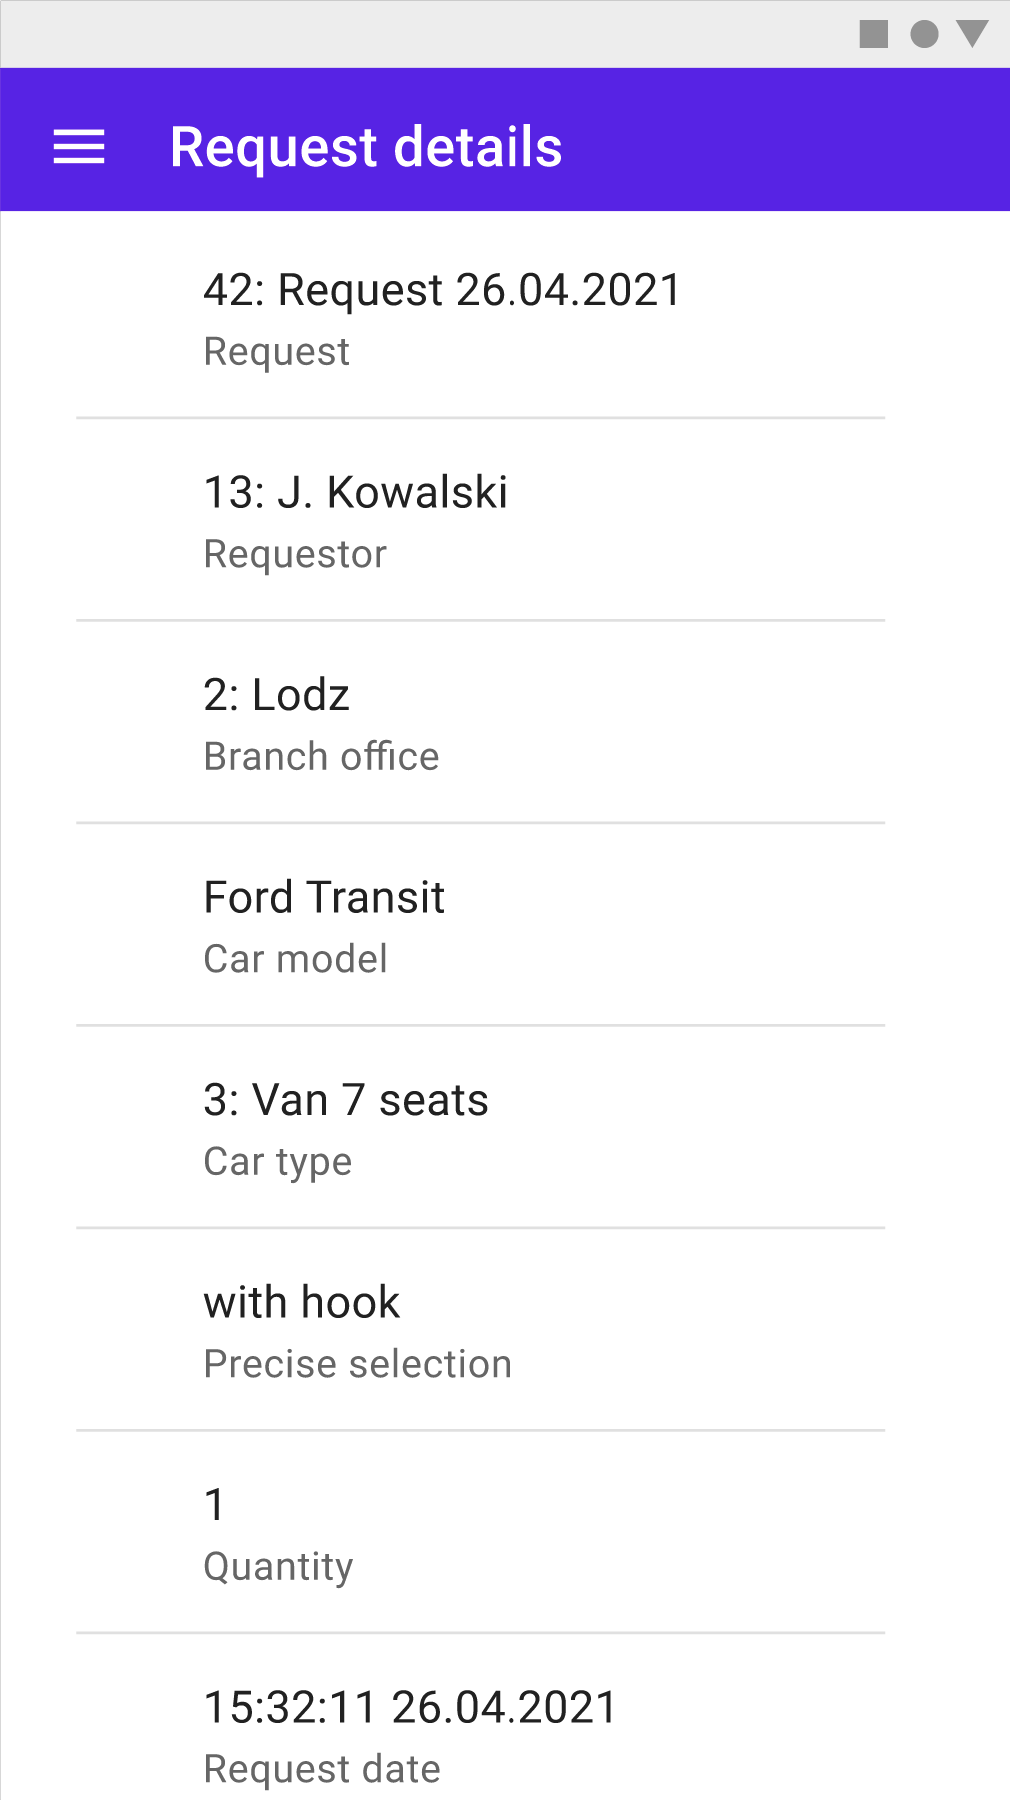 Request details
42: Request 26.04.2021
Request
13: J. Kowalski
Requestor
2: Lodz
Branch office
Ford Transit
Car model
3: Van 7 seats
Car type
with hook
Precise selection
1
Quantity
15:32:11 26.04.2021
Request date